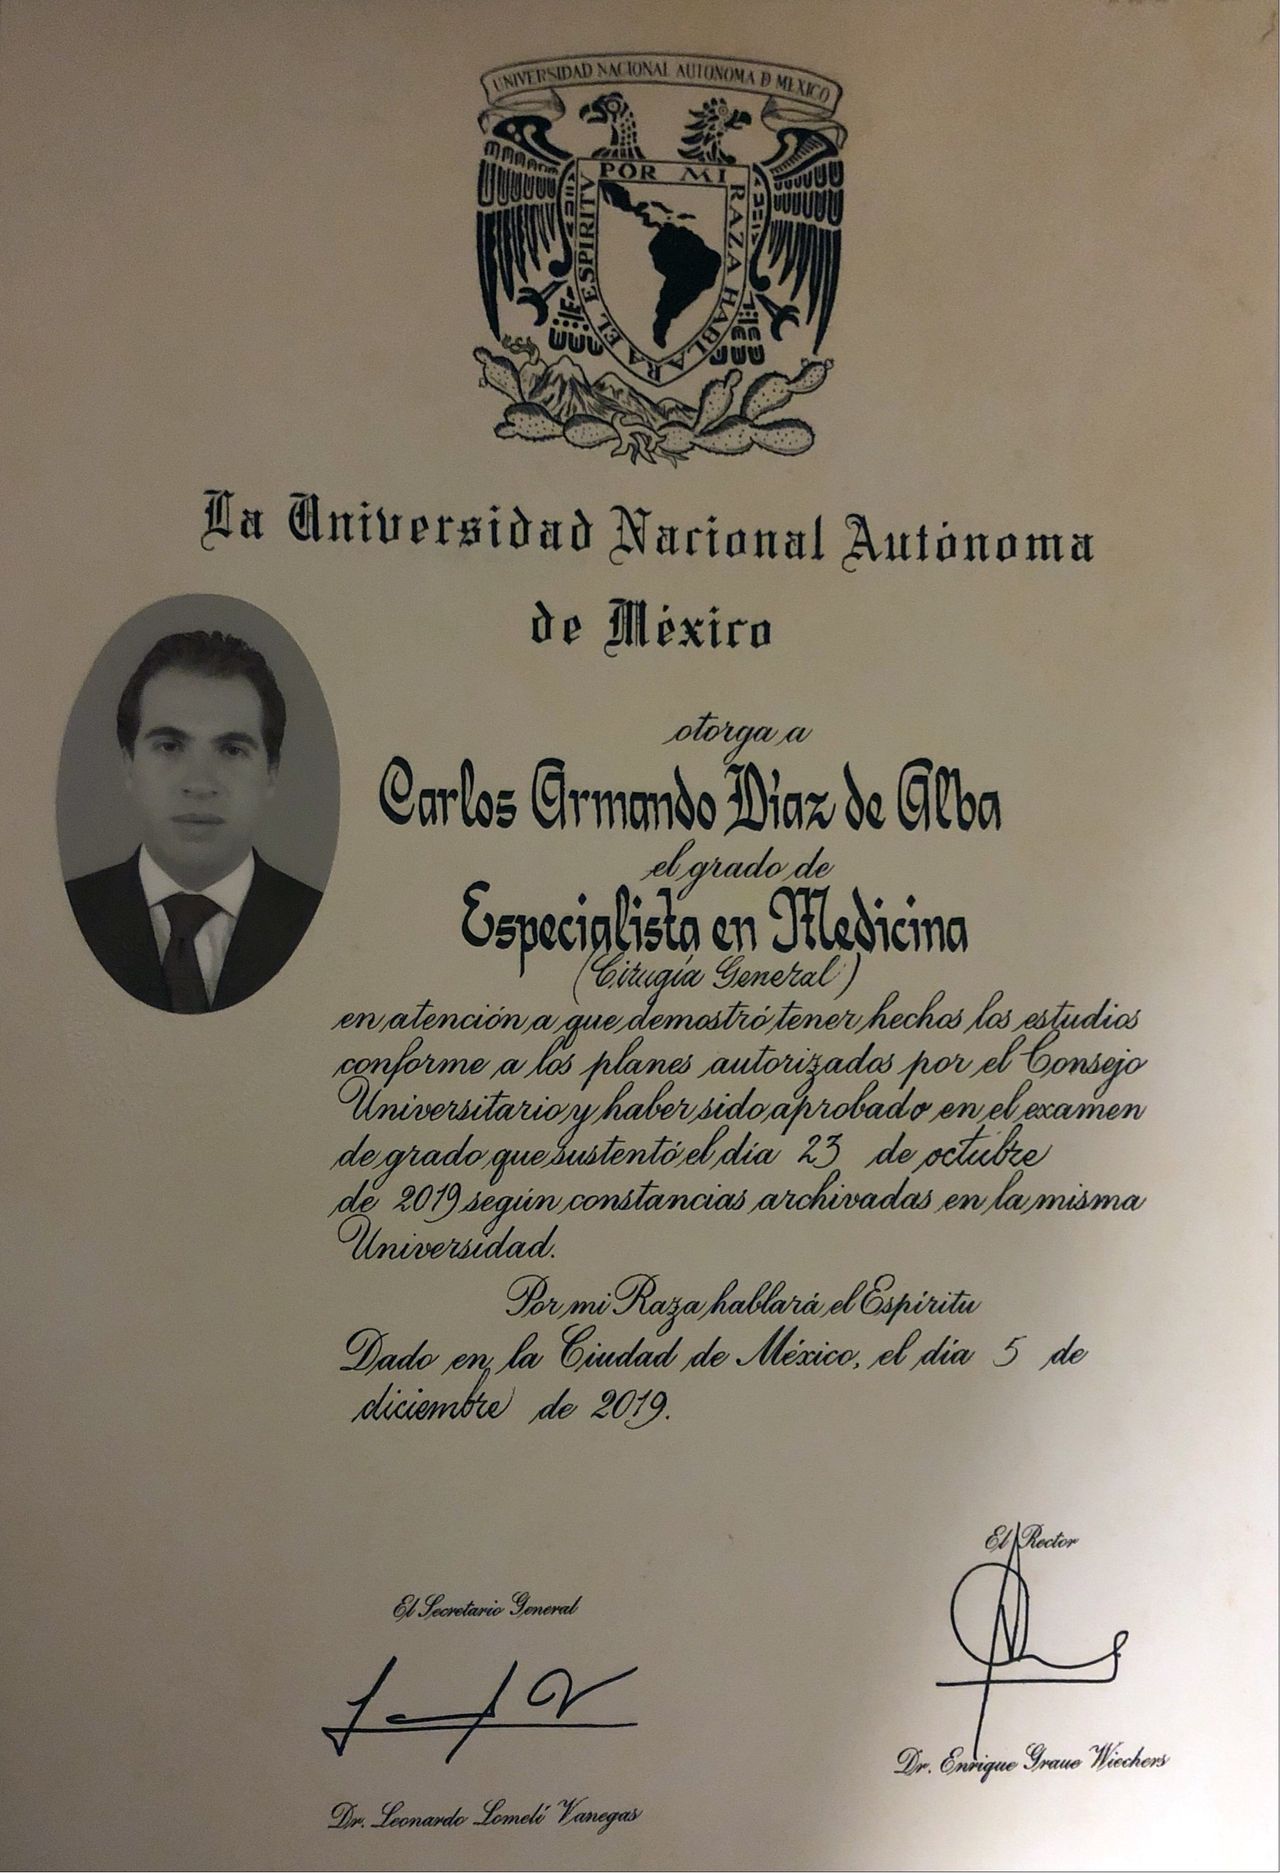 UNIVERSIDAD NACIONAL AUTONOMA D MEXICO
POR MI RAZA HABLARA EL ESPIRITV
La Universidad Nacional Autónoma
de México
otorga a
Carlos Armando Díaz de Alba
el grado de
Especialista en Medicina
(Cirugía General)
en atención a que demostró tener hechos los estudios
conforme a los planes autorizados por el Consejo
Universitario y haber sido aprobado en el examen
de grado que sustentó el día 23 de octubre
de 2019 según constancias archivadas en la misma
Universidad.
Por mi Raza hablará el Espíritu
Dado en la Ciudad de México, el día 5 de
diciembre de 2019.
El Rector
El Secretario General
Dr. Enrique Graue Wiechers
Dr. Leonardo Lomelí Vanegas